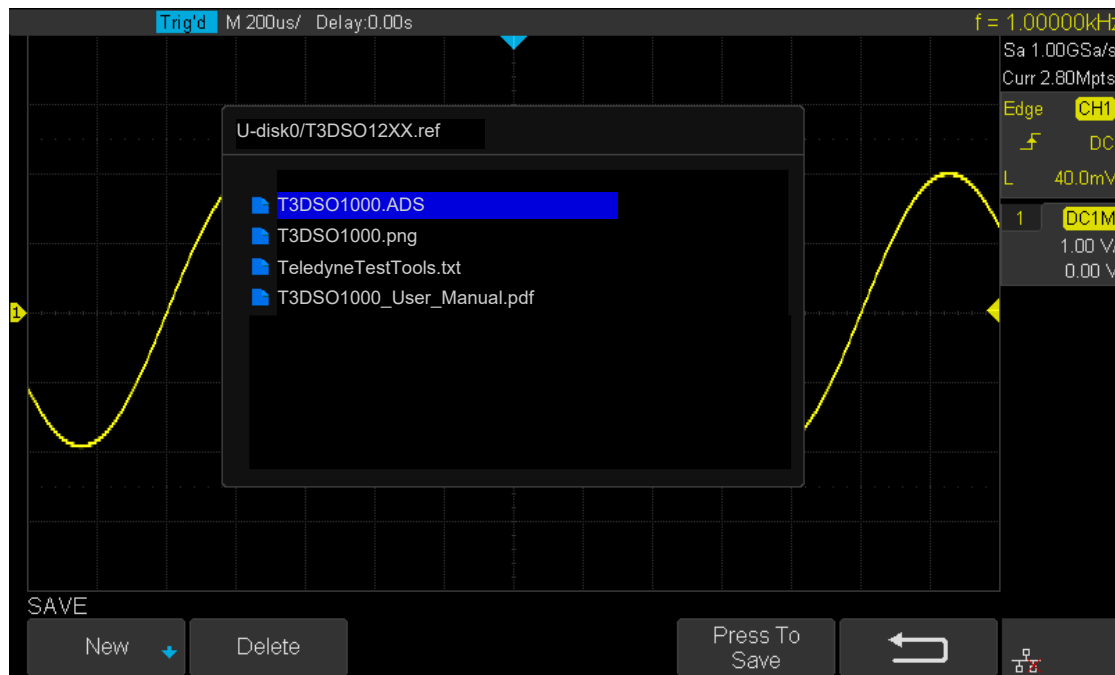 Trig'd M 200us/ Delay:0.00s f = 1.00000kHz
Sa 1.00GSa/s
Curr 2.80Mpts
Edge CH1
DC
L 40.0mV
1 DC1M
1.00 V/
0.00 V
U-disk0/T3DSO12XX.ref
T3DSO1000.ADS
T3DSO1000.png
TeledyneTestTools.txt
T3DSO1000_User_Manual.pdf
1
SAVE
New Delete Press To
Save